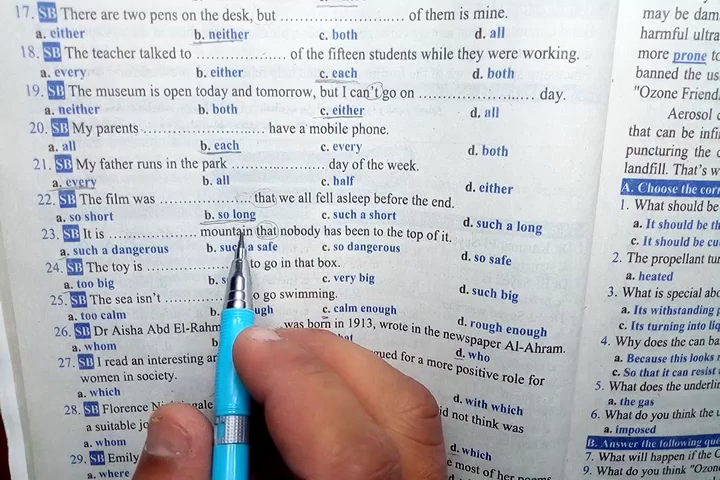 17. SB There are two pens on the desk, but .................................... of them is mine.
a. either b. neither c. both d. all
18. SB The teacher talked to ...................... of the fifteen students while they were working.
a. every b. either c. each d. both
19. SB The museum is open today and tomorrow, but I can't go on ............................ day.
a. neither b. both c. either d. all
20. SB My parents ............................ have a mobile phone.
a. all b. each c. every d. both
21. SB My father runs in the park ...................... day of the week.
a. every b. all c. half d. either
22. SB The film was ...................... that we all fell asleep before the end.
a. so short b. so long c. such a short d. such a long
23. SB It is ...................... mountain that nobody has been to the top of it.
a. such a dangerous b. such a safe c. so dangerous d. so safe
24. SB The toy is ...................... to go in that box.
a. too big c. very big d. such big
25. SB The sea isn't .............. to go swimming.
a. too calm c. calm enough d. rough enough
26. SB Dr Aisha Abd El-Rahm was born in 1913, wrote in the newspaper Al-Ahram.
a. whom b d. who
27. SB I read an interesting ar gued for a more positive role for
women in society.
a. which d. with which
28. SB Florence Nightingale did not think was
a suitable jo
a. whom d. which
29. SB Emily e most of her poems
a. where
may be dam
harmful ultra
more prone to
banned the us
"Ozone Friend
Aerosol c
that can be infi
puncturing the c
landfill. That's w
A. Choose the corr
1. What should be
a. It should be th
c. It should be cu
2. The propellant tu
a. heated
3. What is special abo
a. Its withstanding p
c. Its turning into liq
4. Why does the can ba
a. Because this looks
c. So that it can resist
5. What does the underlin
a. the gas
6. What do you think the u
a. imposed
B. Answer the following que
7. What will happen if the C
9. What do you think "Ozon